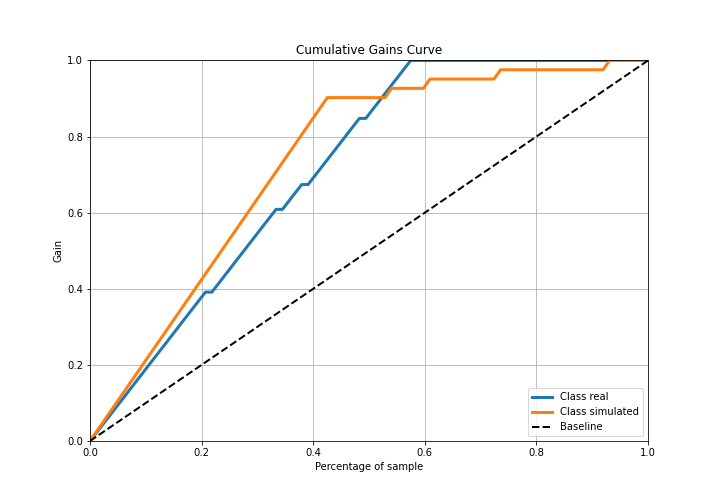 Cumulative Gains Curve
1.0
0.8
0.6
0.4
0.2
0.0
Gain
0.0 0.2 0.4 0.6 0.8 1.0
Percentage of sample
Class real
Class simulated
Baseline